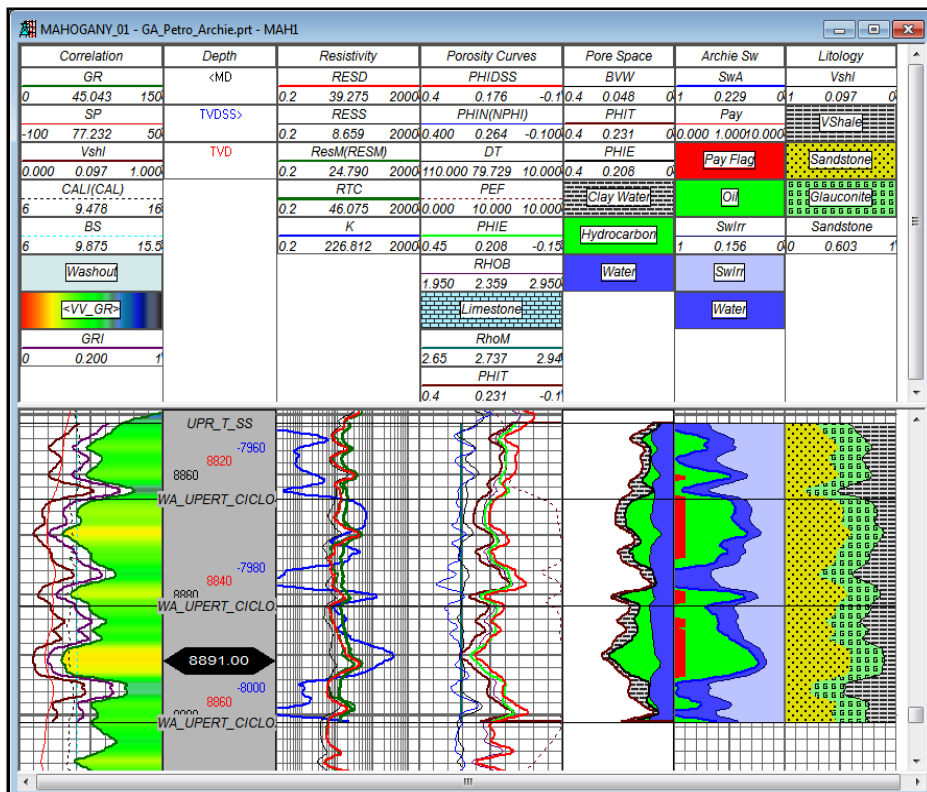 MAHOGANY_01 - GA_Petro_Archie.prt - MAH1
Correlation Depth Resistivity Porosity Curves Pore Space Archie Sw Litology
GR <MD RESD PHIDSS BVW SwA Vshl
0 45.043 150 0.2 39.275 2000 0.4 0.176 -0.1 0.4 0.048 0 1 0.229 0 1 0.097 0
SP TVDSS> RESS PHIN(NPHI) PHIT Pay VShale
-100 77.232 50 0.2 8.659 2000 0.400 0.264 -0.100 0.4 0.231 0 0.000 1.000 10.000
Vshl TVD ResM(RESM) DT PHIE Pay Flag Sandstone
0.000 0.097 1.000 0.2 24.790 2000 110.000 79.729 10.000 0.4 0.208 0
CALI(CAL) RTC PEF Clay Water Oil Glauconite
6 9.478 16 0.2 46.075 2000 0.000 10.000 10.000
BS K PHIE Hydrocarbon SwIrr Sandstone
6 9.875 15.5 0.2 226.812 2000 0.45 0.208 -0.15 1 0.156 0 0 0.603 1
Washout RHOB Water SwIrr
1.950 2.359 2.950
<VV_GR> Limestone Water
GRI RhoM
0 0.200 1 2.65 2.737 2.94
PHIT
0.4 0.231 -0.1
UPR_T_SS
-7960
8820
8860
WA_UPERT_CICLO
-7980
8840
8880
WA_UPERT_CICLO
8891.00
-8000
8860
WA_UPERT_CICLO